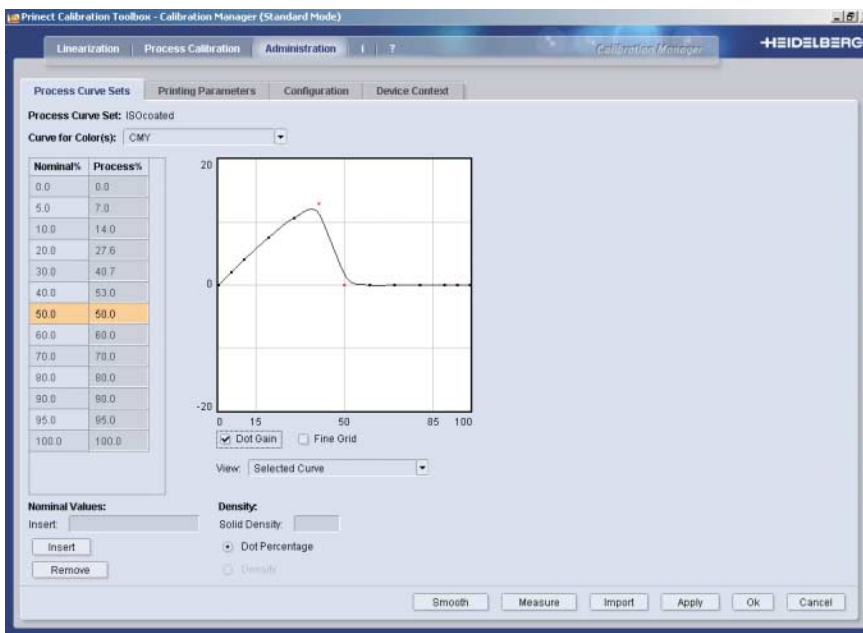 Prinect Calibration Toolbox - Calibration Manager (Standard Mode)
Linearization Process Calibration Administration i ?
Calibration Manager
HEIDELBERG
Process Curve Sets Printing Parameters Configuration Device Context
Process Curve Set: ISOcoated
Curve for Color(s): CMY
Nominal% Process%
0.0 0.0
5.0 7.0
10.0 14.0
20.0 27.6
30.0 40.7
40.0 53.0
50.0 50.0
60.0 60.0
70.0 70.0
80.0 80.0
90.0 90.0
95.0 95.0
100.0 100.0
20
0
-20
0 15 50 85 100
Dot Gain Fine Grid
View: Selected Curve
Nominal Values:
Insert:
Insert
Remove
Density:
Solid Density:
Dot Percentage
Density
Smooth Measure Import Apply Ok Cancel